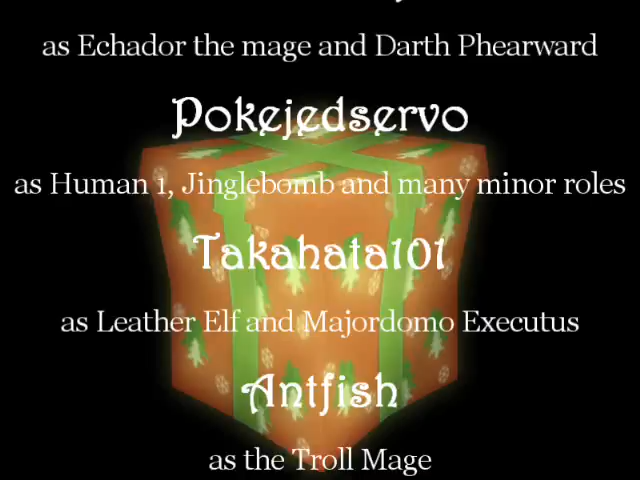 as Echador the mage and Darth Phearward
Pokejedservo
as Human 1, Jinglebomb and many minor roles
Takahata101
as Leather Elf and Majordomo Executus
Antfish
as the Troll Mage